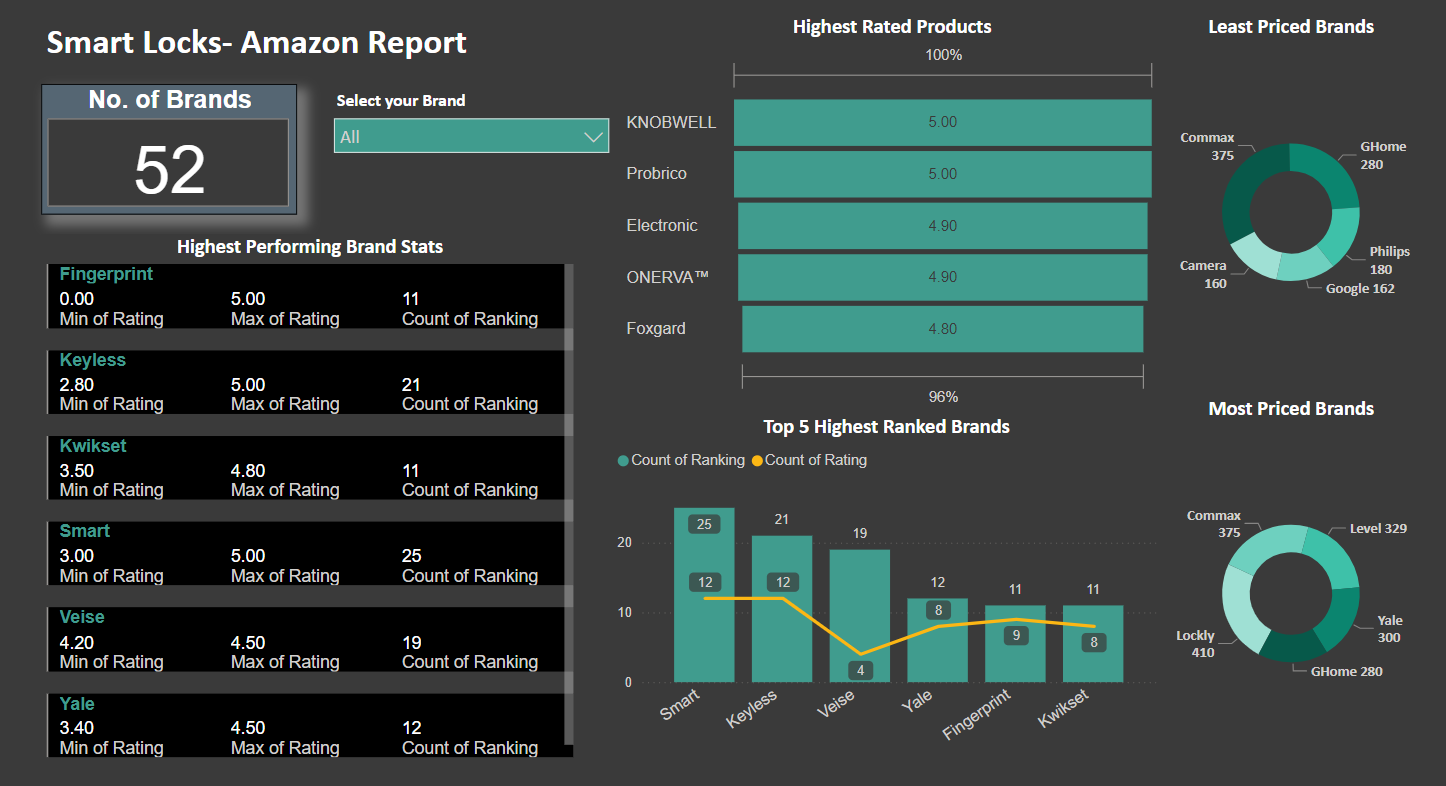 Smart Locks- Amazon Report
No. of Brands
52
Select your Brand
All
Highest Performing Brand Stats
Fingerprint
0.00 5.00 11
Min of Rating Max of Rating Count of Ranking
Keyless
2.80 5.00 21
Min of Rating Max of Rating Count of Ranking
Kwikset
3.50 4.80 11
Min of Rating Max of Rating Count of Ranking
Smart
3.00 5.00 25
Min of Rating Max of Rating Count of Ranking
Veise
4.20 4.50 19
Min of Rating Max of Rating Count of Ranking
Yale
3.40 4.50 12
Min of Rating Max of Rating Count of Ranking
Highest Rated Products
100%
KNOBWELL 5.00
Probrico 5.00
Electronic 4.90
ONERVA™ 4.90
Foxgard 4.80
96%
Top 5 Highest Ranked Brands
Count of Ranking Count of Rating
20
10
0
25 21 19 12 11 11
12 12 4 8 9 8
Smart Keyless Veise Yale Fingerprint Kwikset
Least Priced Brands
Commax
375
GHome
280
Philips
180
Camera
160
Google 162
Most Priced Brands
Commax
375
Level 329
Yale
300
Lockly
410
GHome 280